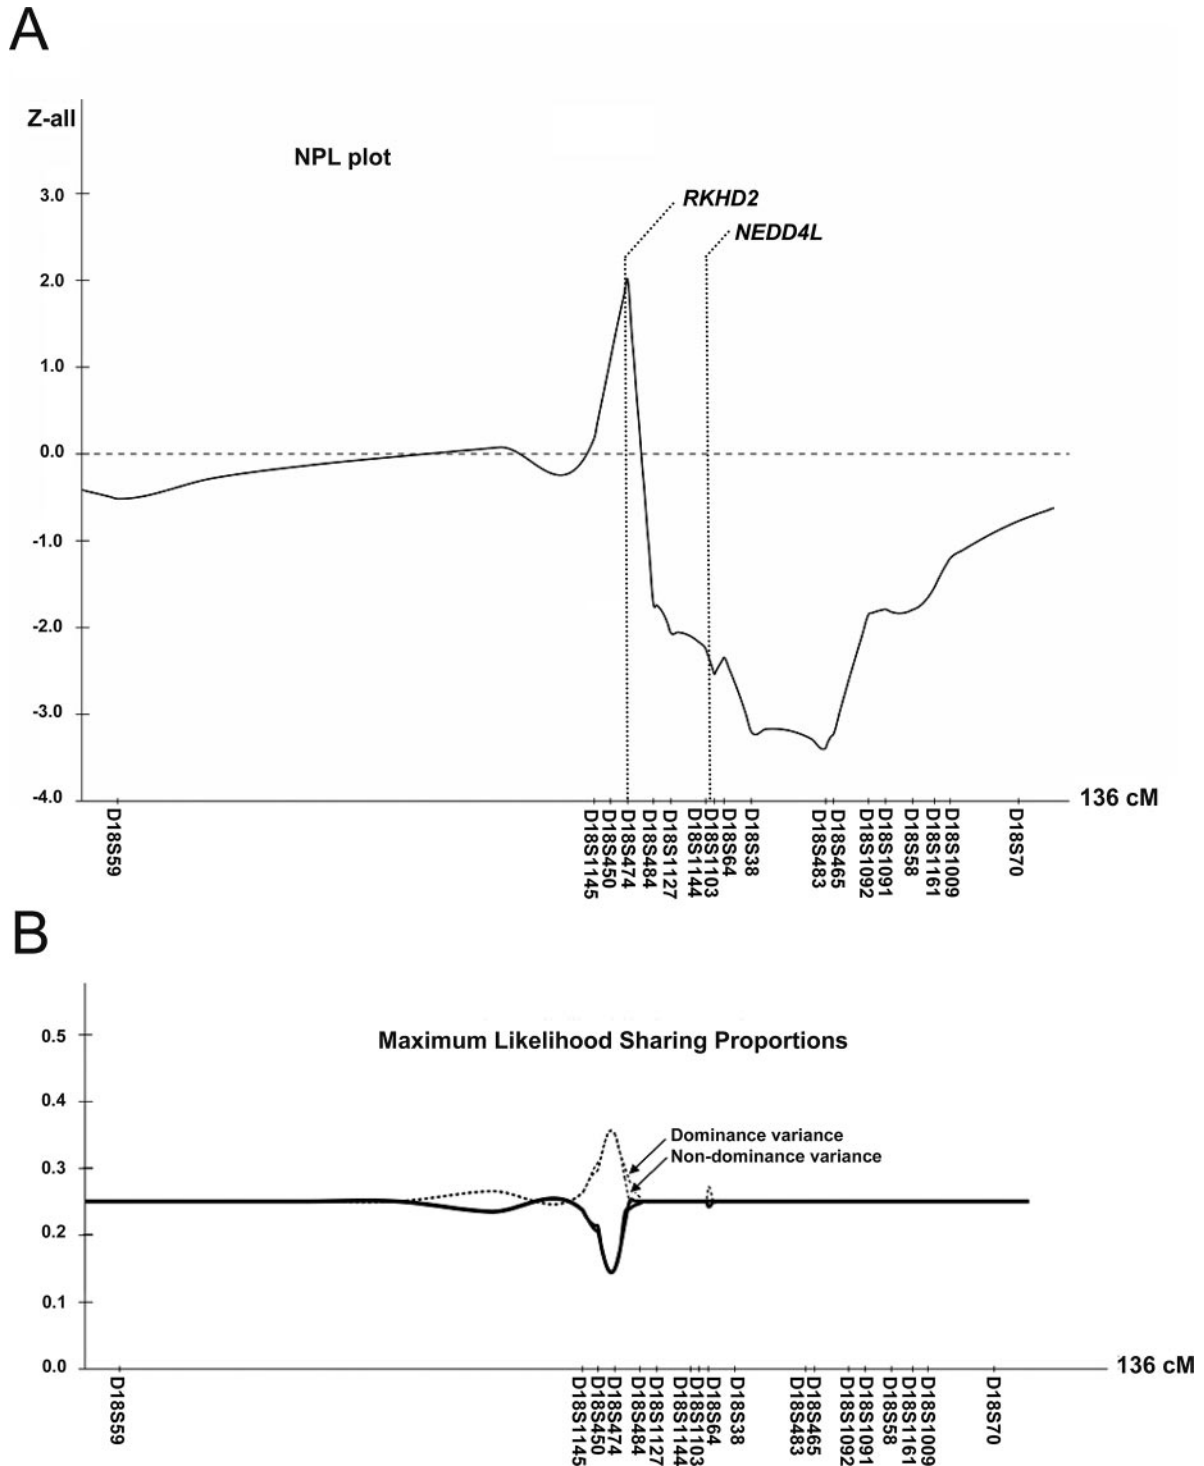 A
Z-all
NPL plot
RKHD2
NEDD4L
3.0
2.0
1.0
0.0
-1.0
-2.0
-3.0
-4.0
136 cM
D18S59
D18S1145
D18S450
D18S474
D18S484
D18S1127
D18S1144
D18S1103
D18S64
D18S38
D18S483
D18S465
D18S1092
D18S1091
D18S58
D18S1161
D18S1009
D18S70
B
Maximum Likelihood Sharing Proportions
0.5
0.4
0.3
0.2
0.1
0.0
Dominance variance
Non-dominance variance
136 cM
D18S59
D18S1145
D18S450
D18S474
D18S484
D18S1127
D18S1144
D18S1103
D18S64
D18S38
D18S483
D18S465
D18S1092
D18S1091
D18S58
D18S1161
D18S1009
D18S70